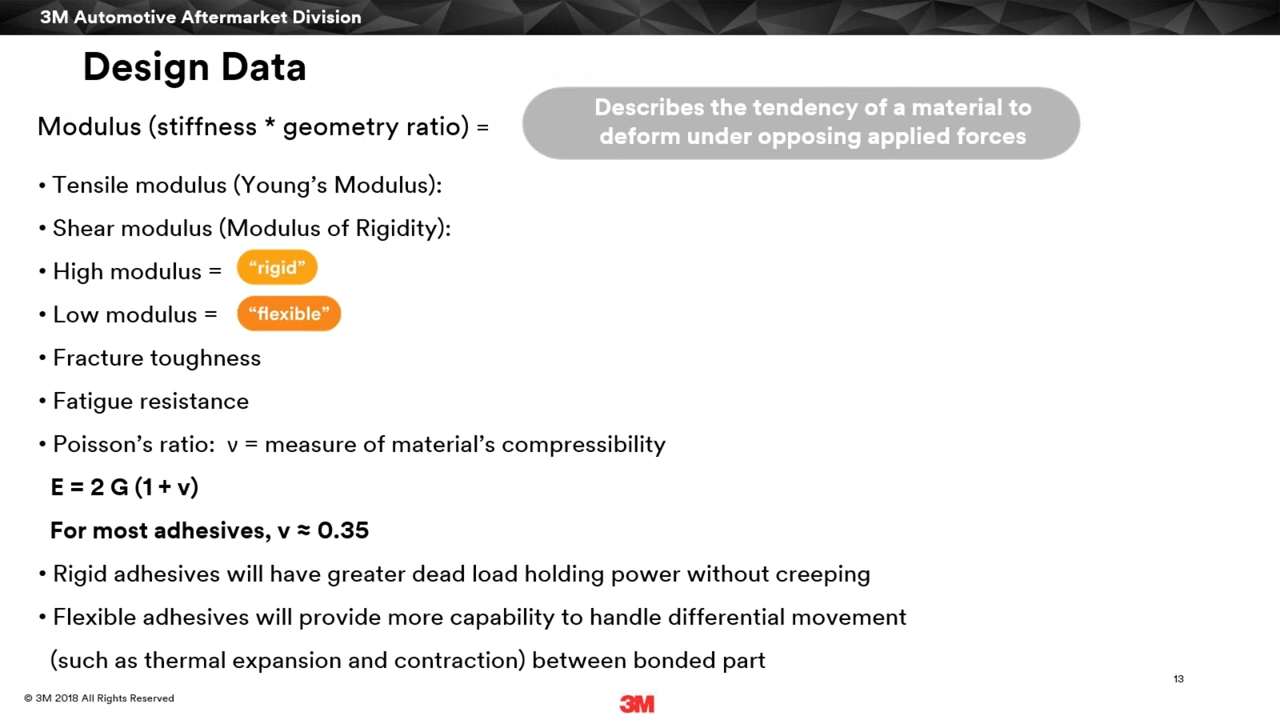 3M Automotive Aftermarket Division
Design Data
Modulus (stiffness * geometry ratio) =
Describes the tendency of a material to
deform under opposing applied forces
• Tensile modulus (Young's Modulus):
• Shear modulus (Modulus of Rigidity):
• High modulus = "rigid"
• Low modulus = "flexible"
• Fracture toughness
• Fatigue resistance
• Poisson's ratio: ν = measure of material's compressibility
E = 2 G (1 + ν)
For most adhesives, ν ≈ 0.35
• Rigid adhesives will have greater dead load holding power without creeping
• Flexible adhesives will provide more capability to handle differential movement
(such as thermal expansion and contraction) between bonded part
13
© 3M 2018 All Rights Reserved
3M